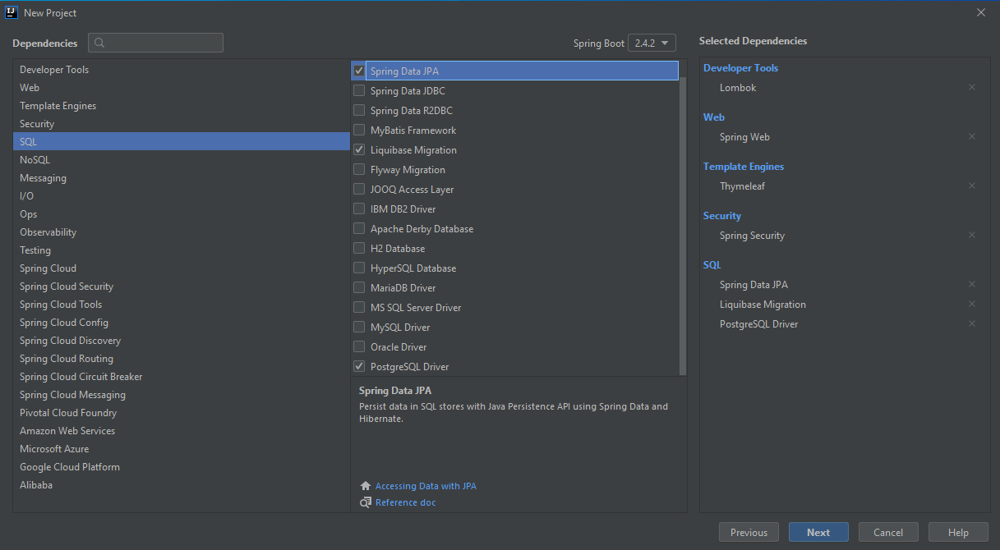 IJ New Project
Dependencies
Spring Boot 2.4.2
Selected Dependencies
Developer Tools
Web
Template Engines
Security
SQL
NoSQL
Messaging
I/O
Ops
Observability
Testing
Spring Cloud
Spring Cloud Security
Spring Cloud Tools
Spring Cloud Config
Spring Cloud Discovery
Spring Cloud Routing
Spring Cloud Circuit Breaker
Spring Cloud Messaging
Pivotal Cloud Foundry
Amazon Web Services
Microsoft Azure
Google Cloud Platform
Alibaba
Spring Data JPA
Spring Data JDBC
Spring Data R2DBC
MyBatis Framework
Liquibase Migration
Flyway Migration
JOOQ Access Layer
IBM DB2 Driver
Apache Derby Database
H2 Database
HyperSQL Database
MariaDB Driver
MS SQL Server Driver
MySQL Driver
Oracle Driver
PostgreSQL Driver
Spring Data JPA
Persist data in SQL stores with Java Persistence API using Spring Data and
Hibernate.
Accessing Data with JPA
Reference doc
Developer Tools
Lombok
Web
Spring Web
Template Engines
Thymeleaf
Security
Spring Security
SQL
Spring Data JPA
Liquibase Migration
PostgreSQL Driver
Previous
Next
Cancel
Help